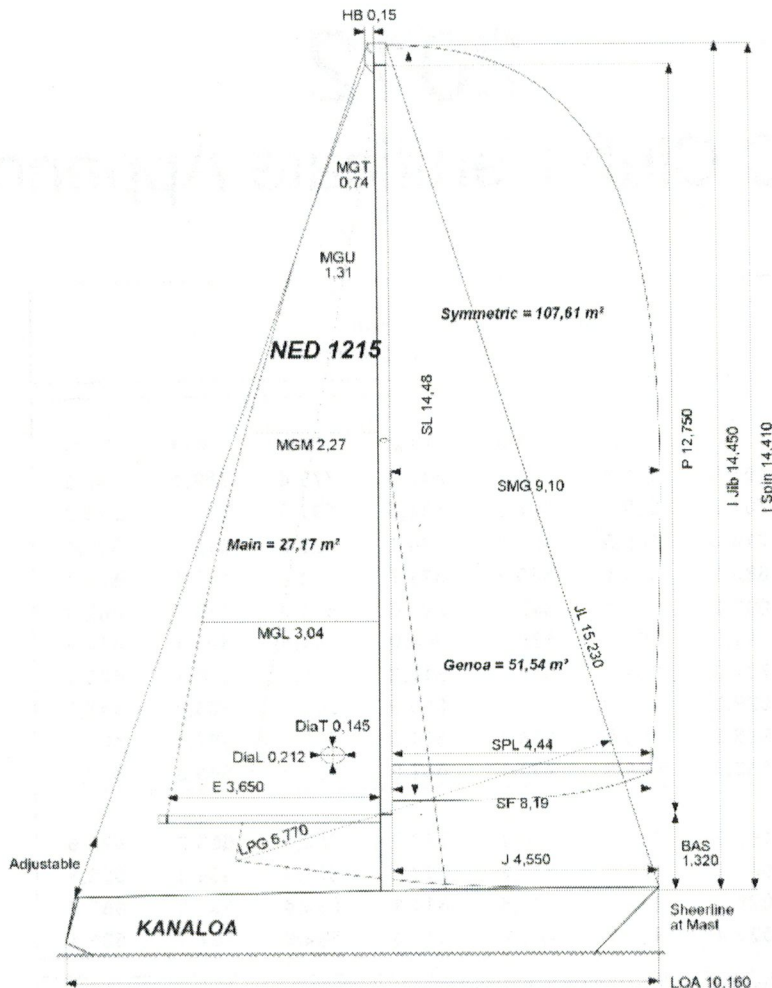 HB 0,15
MGT
0,74
MGU
1,31
Symmetric = 107,61 m²
NED 1215
SL 14,48
P 12,750
I Jib 14,450
I Spin 14,410
MGM 2,27
SMG 9,10
Main = 27,17 m²
MGL 3,04
JL 15,230
Genoa = 51,54 m²
DiaT 0,145
DiaL 0,212
SPL 4,44
E 3,650
SF 8,19
LPG 6,770
BAS
1,320
J 4,550
Adjustable
Sheerline
at Mast
KANALOA
LOA 10,160